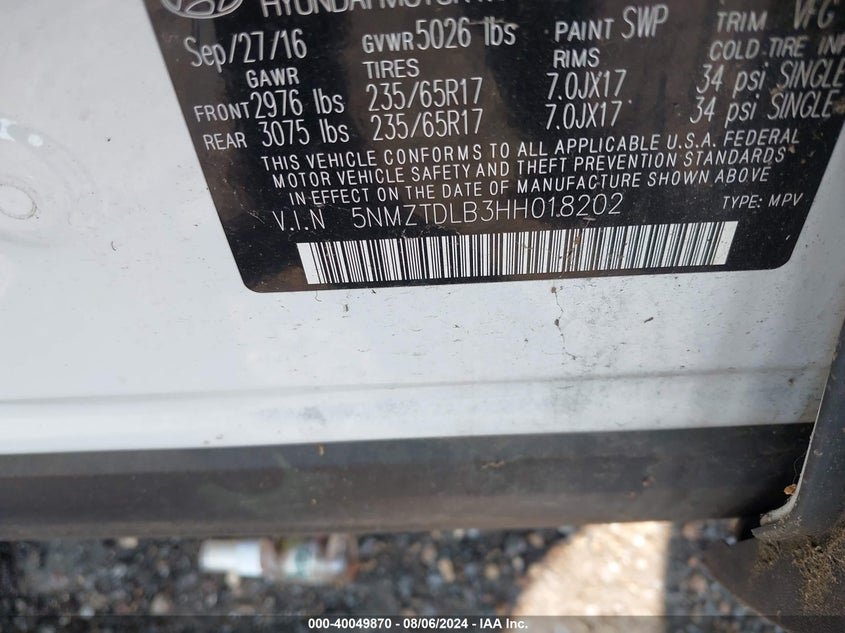 HYUNDAI MOTOR
Sep/27/16 GVWR 5026 lbs PAINT SWP TRIM VFG
GAWR TIRES RIMS COLD TIRE
FRONT 2976 lbs 235/65R17 7.0JX17 34 psi SINGLE
REAR 3075 lbs 235/65R17 7.0JX17 34 psi SINGLE
THIS VEHICLE CONFORMS TO ALL APPLICABLE U.S.A. FEDERAL
MOTOR VEHICLE SAFETY AND THEFT PREVENTION STANDARDS
IN EFFECT ON THE DATE OF MANUFACTURE SHOWN ABOVE
V.I.N 5NMZTDLB3HH018202 TYPE: MPV
000-40049870 - 08/06/2024 - IAA Inc.